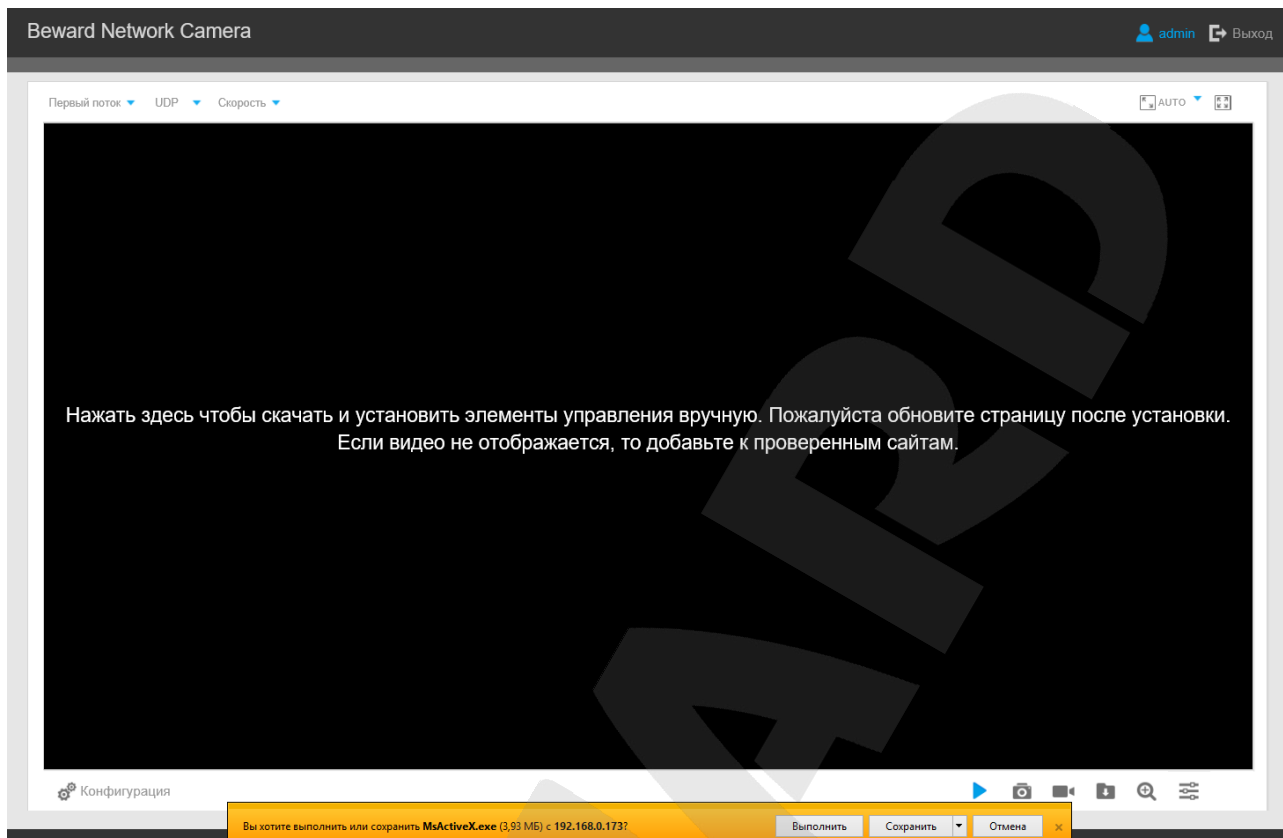 Beward Network Camera
admin Выход
Первый поток UDP Скорость AUTO
Нажать здесь чтобы скачать и установить элементы управления вручную. Пожалуйста обновите страницу после установки.
Если видео не отображается, то добавьте к проверенным сайтам.
Конфигурация
Вы хотите выполнить или сохранить MsActiveX.exe (3,93 МБ) с 192.168.0.173? Выполнить Сохранить Отмена
ARD